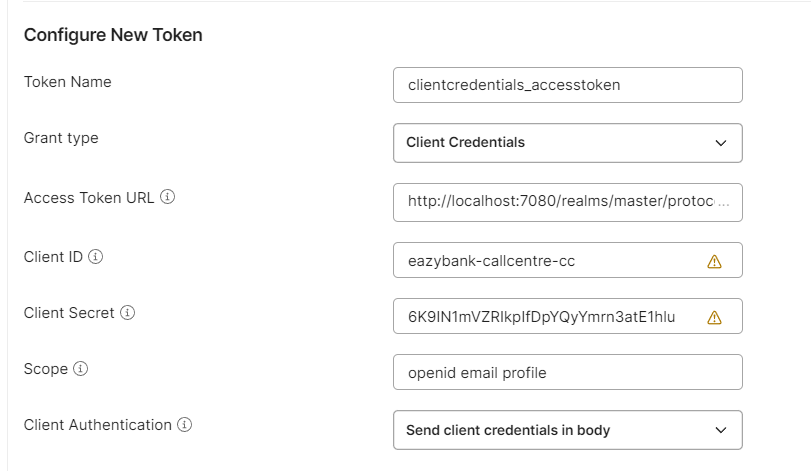 Configure New Token
Token Name
clientcredentials_accesstoken
Grant type
Client Credentials
Access Token URL
http://localhost:7080/realms/master/protoc...
Client ID
eazybank-callcentre-cc
Client Secret
6K9IN1mVZRIkpIfDpYQyYmrn3atE1hlu
Scope
openid email profile
Client Authentication
Send client credentials in body